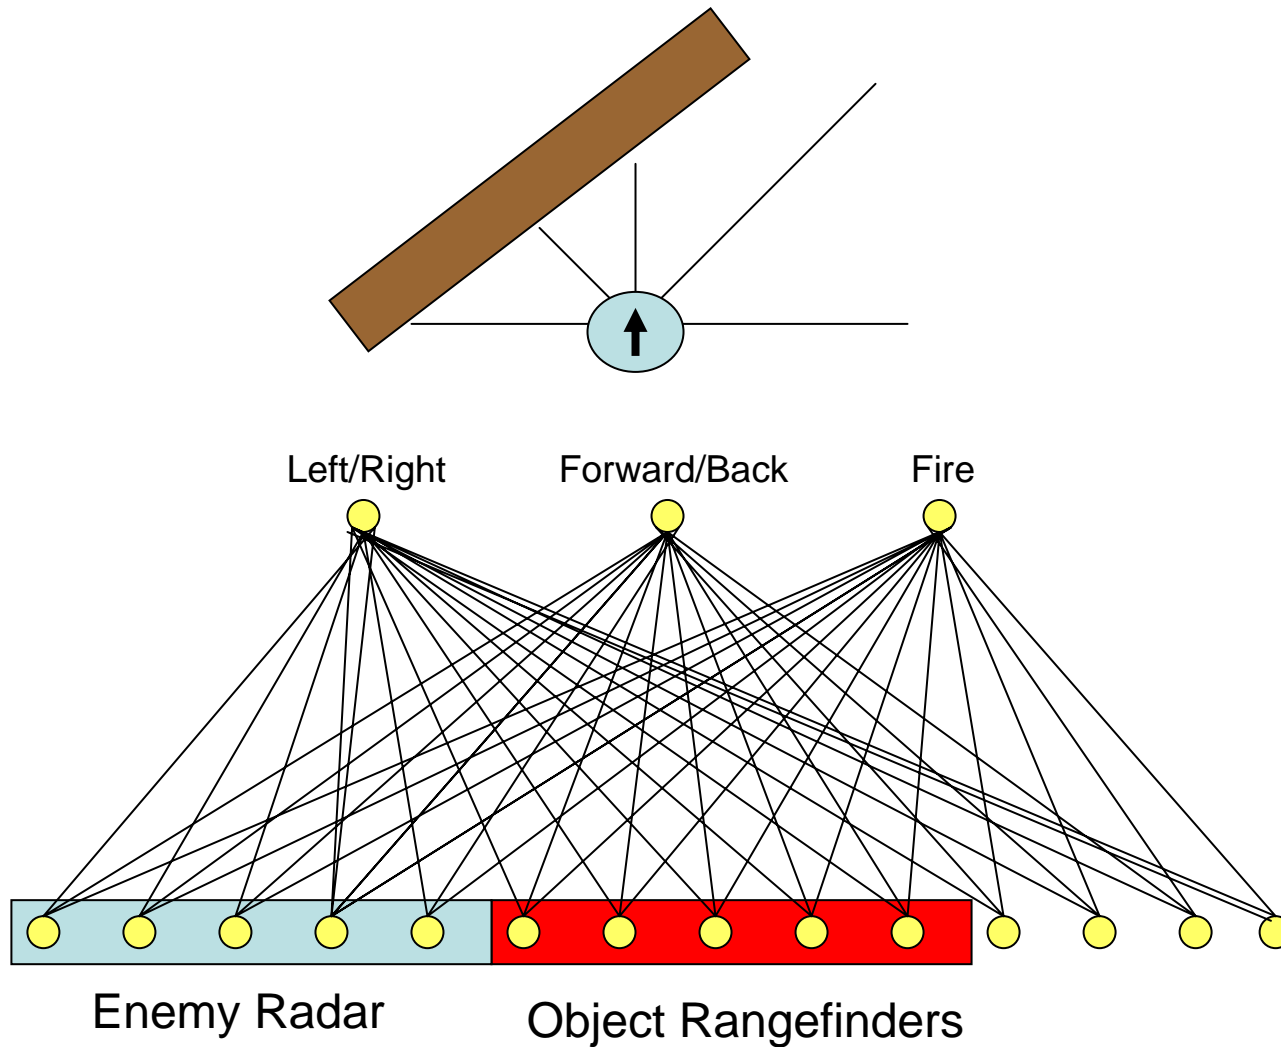 Left/Right
Forward/Back
Fire
Enemy Radar
Object Rangefinders